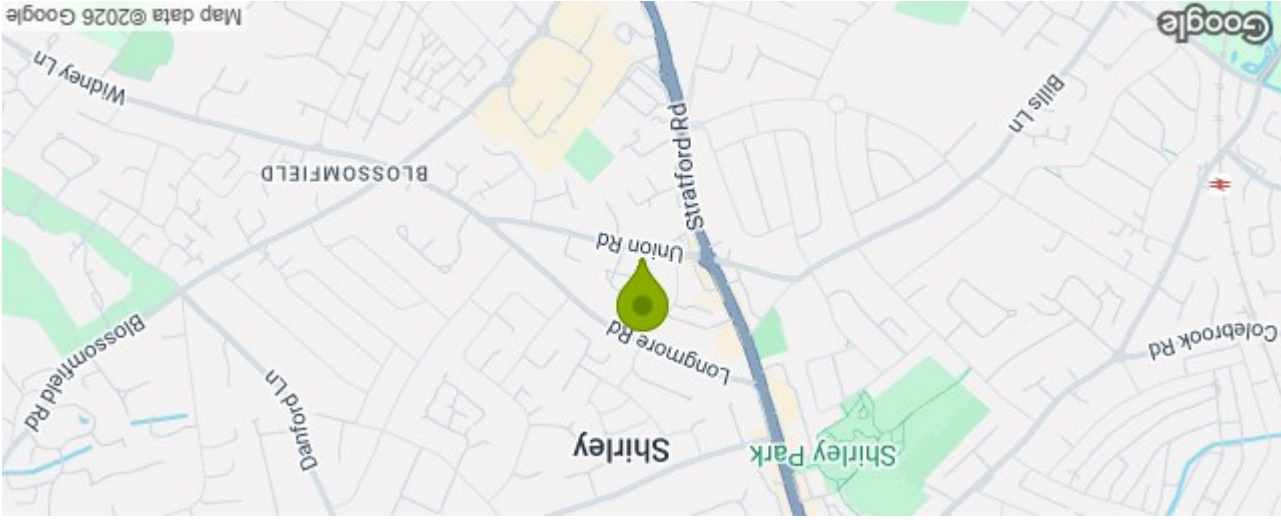 Colebrook Rd
Shirley Park
Shirley
Longmore Rd
Danford Ln
Blossomfield Rd
Union Rd
Stratford Rd
BLOSSOMFIELD
Bills Ln
Widney Ln
Google
Map data ©2026 Google